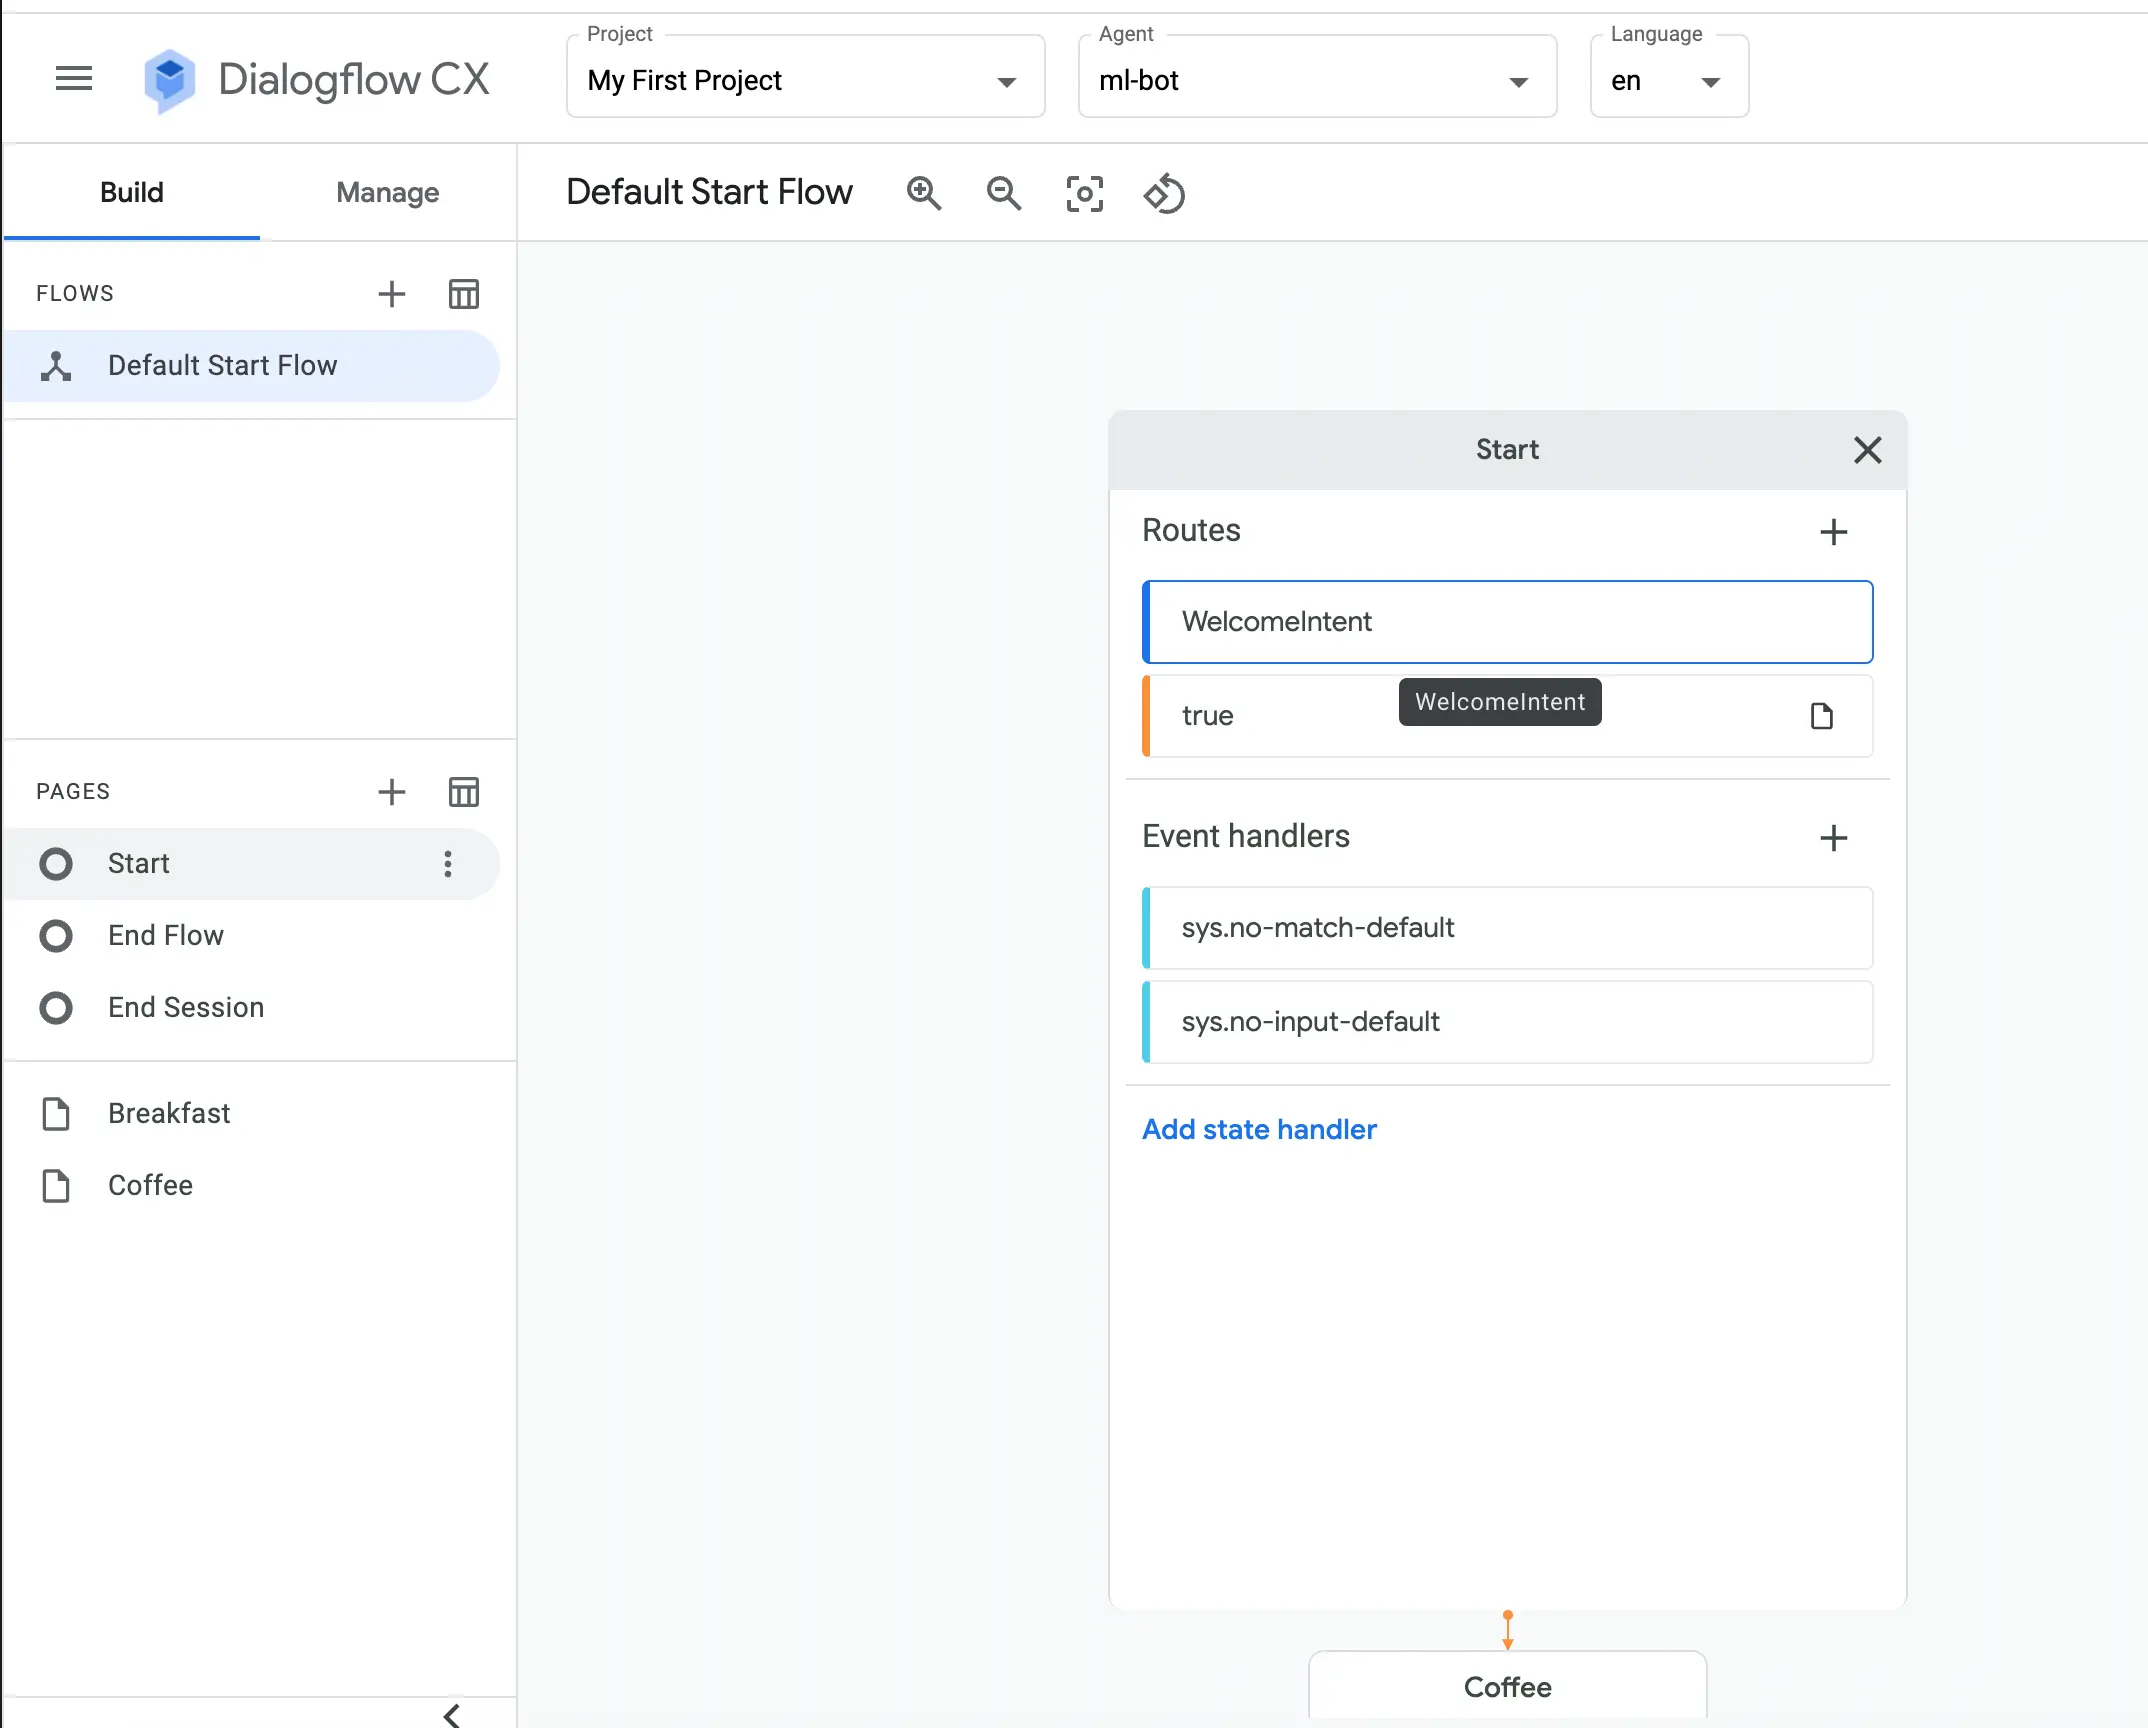 Project
Agent
Language
Dialogflow CX
My First Project
ml-bot
en
Build
Manage
Default Start Flow
FLOWS
Default Start Flow
PAGES
Start
End Flow
End Session
Breakfast
Coffee
Start
Routes
WelcomeIntent
true
WelcomeIntent
Event handlers
sys.no-match-default
sys.no-input-default
Add state handler
Coffee